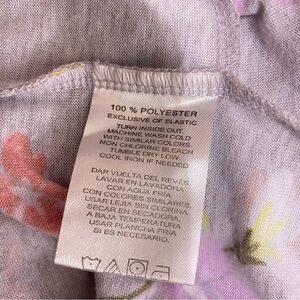 100 % POLYESTER
EXCLUSIVE OF ELASTIC
TURN INSIDE OUT.
MACHINE WASH COLD
WITH SIMILAR COLORS.
NON CHLORINE BLEACH
TUMBLE DRY LOW.
COOL IRON IF NEEDED
DAR VUELTA DEL REVÉS.
LAVAR EN LAVADORA
CON AGUA FRIA
CON COLORES SIMILARES.
USAR LEJIA SIN CLORINA
SECAR EN SECADORA,
A BAJA TEMPERATURA
USAR PLANCHA FRIA
SI ES NECESARIO.